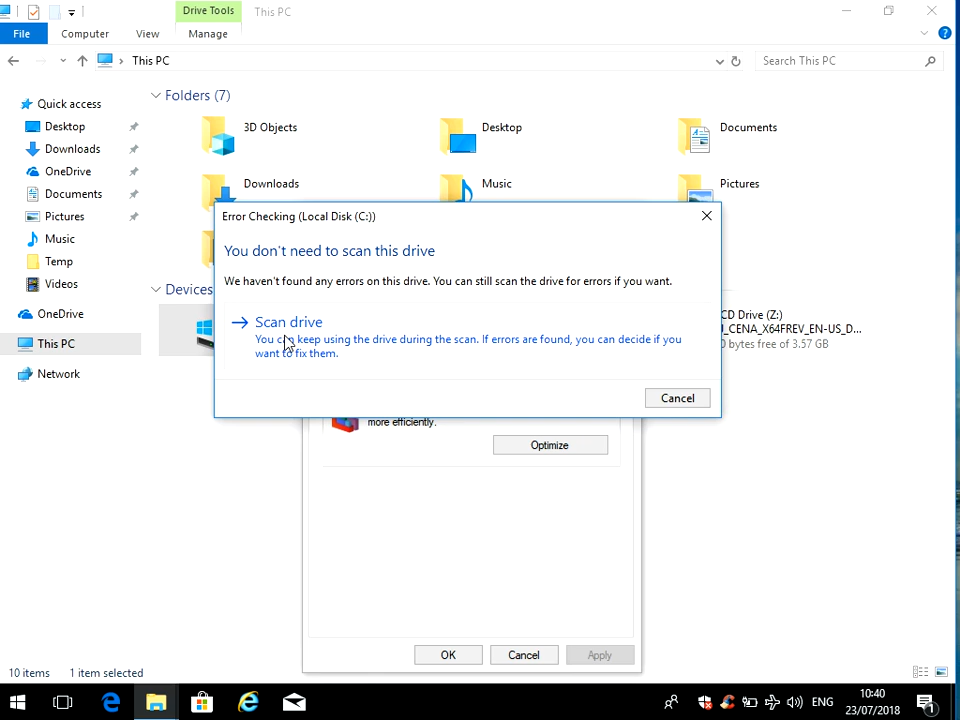 Drive Tools
This PC
File
Computer
View
Manage
This PC
Search This PC
Quick access
Desktop
Downloads
OneDrive
Documents
Pictures
Music
Temp
Videos
OneDrive
This PC
Network
Folders (7)
3D Objects
Desktop
Documents
Downloads
Music
Pictures
Devices
CD Drive (Z:)
J_CENA_X64FREV_EN-US_D...
0 bytes free of 3.57 GB
Error Checking (Local Disk (C:))
You don't need to scan this drive
We haven't found any errors on this drive. You can still scan the drive for errors if you want.
Scan drive
You can keep using the drive during the scan. If errors are found, you can decide if you
want to fix them.
Cancel
more efficiently.
Optimize
OK
Cancel
Apply
10 items
1 item selected
ENG
10:40
23/07/2018
1